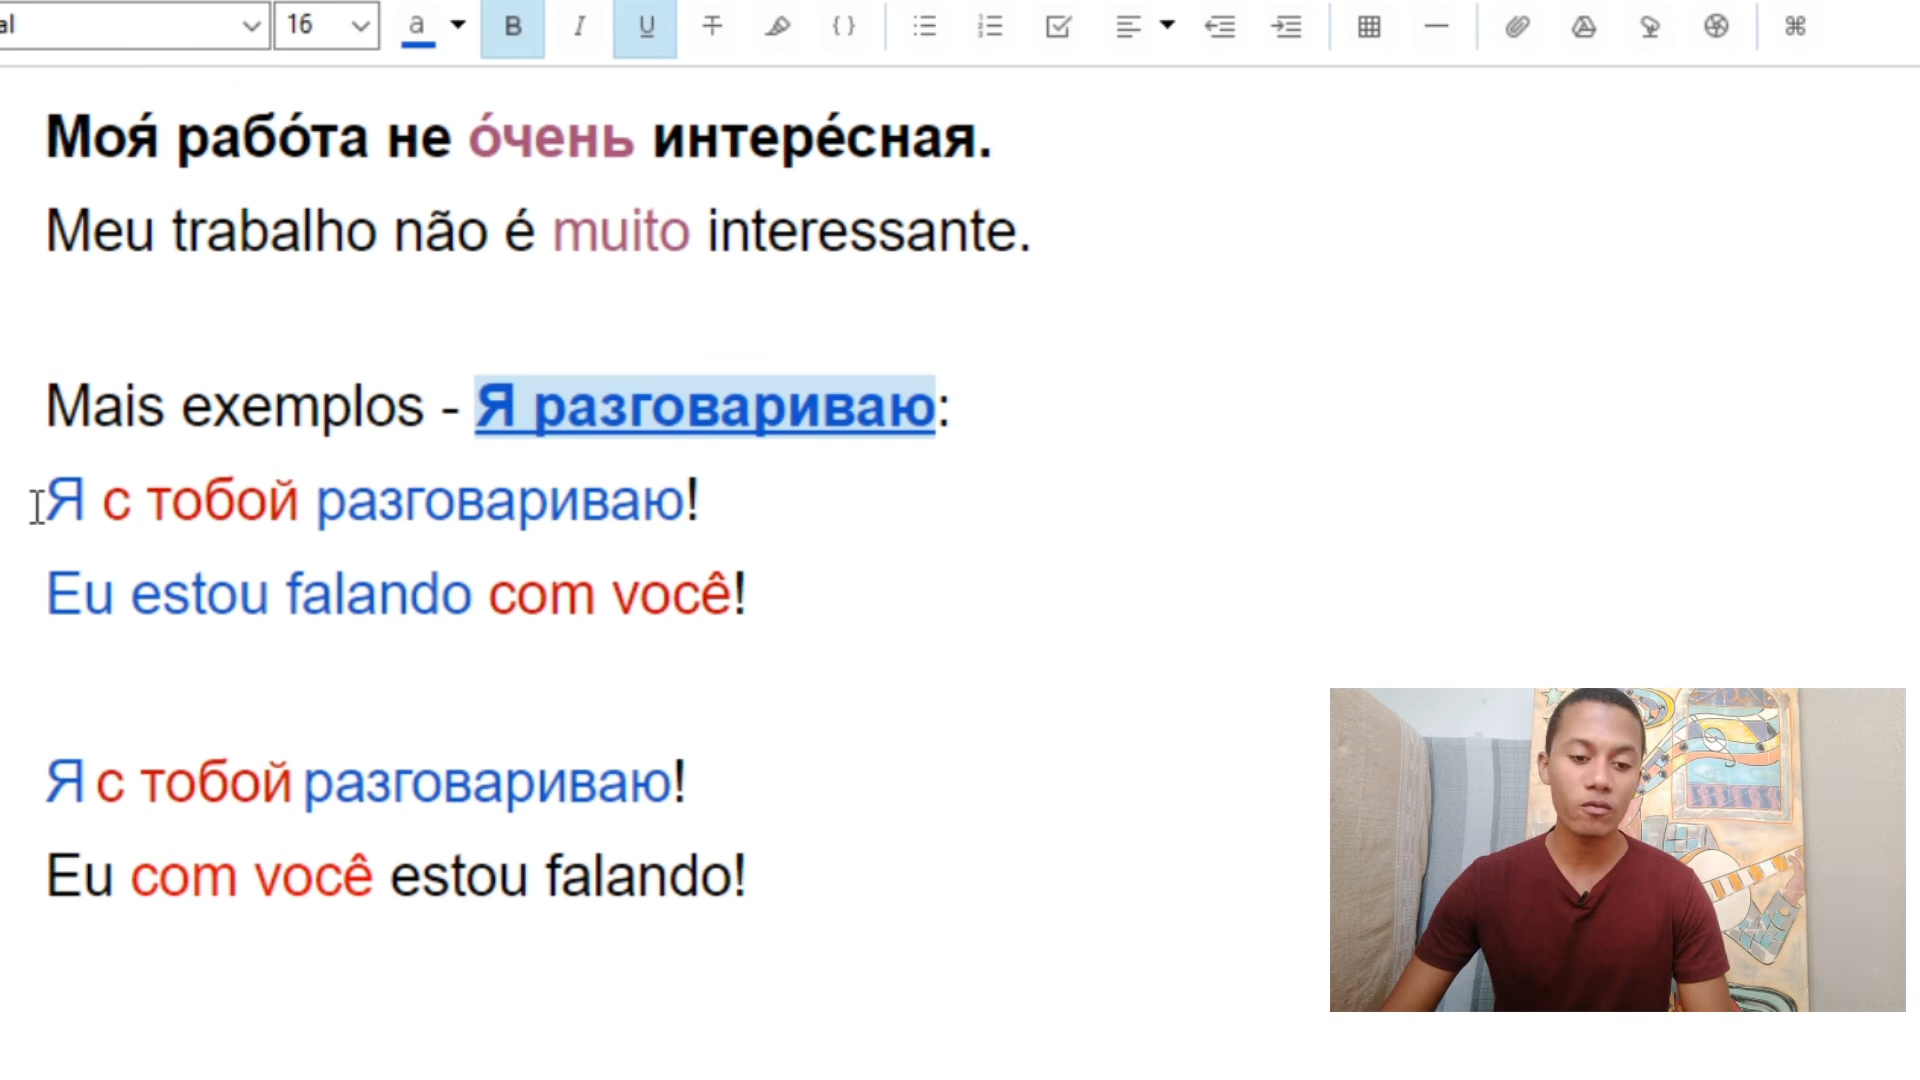 al 16 a B I U T { }
Моя́ рабо́та не о́чень интере́сная.
Meu trabalho não é muito interessante.
Mais exemplos - Я разговариваю:
Я с тобой разговариваю!
Eu estou falando com você!
Я с тобой разговариваю!
Eu com você estou falando!